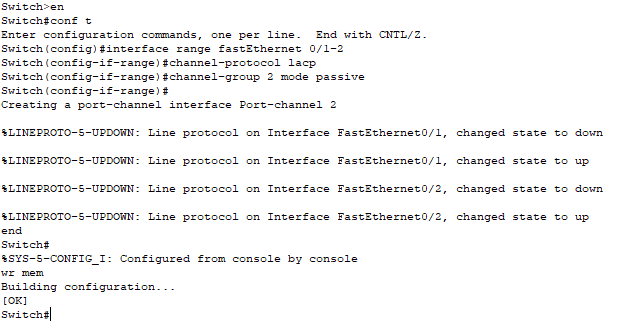 Switch>en
Switch#conf t
Enter configuration commands, one per line.  End with CNTL/Z.
Switch(config)#interface range fastEthernet 0/1-2
Switch(config-if-range)#channel-protocol lacp
Switch(config-if-range)#channel-group 2 mode passive
Switch(config-if-range)#
Creating a port-channel interface Port-channel 2

%LINEPROTO-5-UPDOWN: Line protocol on Interface FastEthernet0/1, changed state to down

%LINEPROTO-5-UPDOWN: Line protocol on Interface FastEthernet0/1, changed state to up

%LINEPROTO-5-UPDOWN: Line protocol on Interface FastEthernet0/2, changed state to down

%LINEPROTO-5-UPDOWN: Line protocol on Interface FastEthernet0/2, changed state to up
end
Switch#
%SYS-5-CONFIG_I: Configured from console by console
wr mem
Building configuration...
[OK]
Switch#